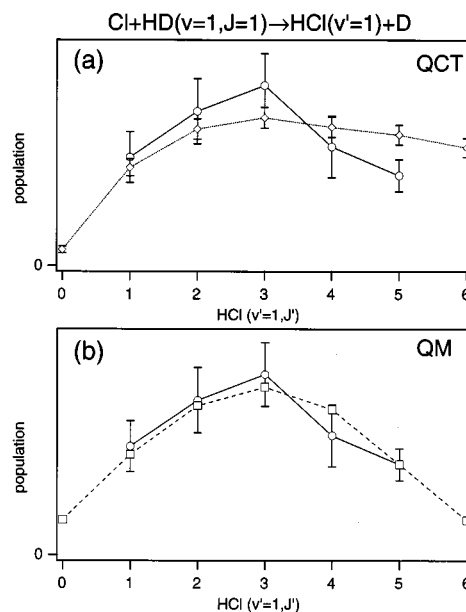 Cl+HD(v=1,J=1)→HCl(v'=1)+D
(a)
QCT
population
0
0 1 2 3 4 5 6
HCl (v'=1,J')
(b)
QM
population
0
0 1 2 3 4 5 6
HCl (v'=1,J')